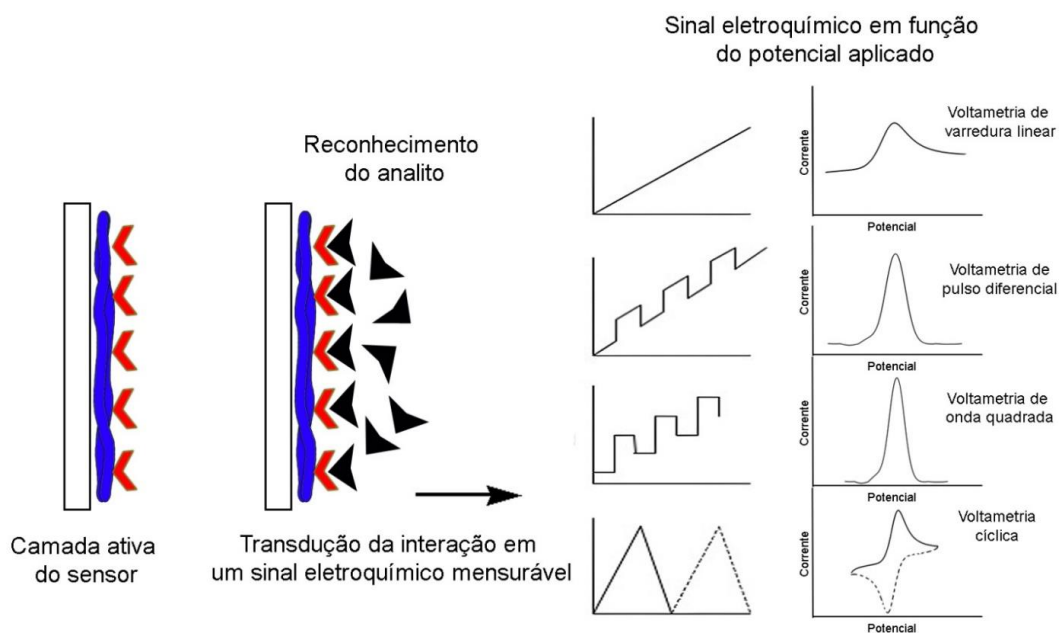 Sinal eletroquímico em função
do potencial aplicado
Reconhecimento
do analito
Camada ativa
do sensor
Transdução da interação em
um sinal eletroquímico mensurável
Corrente
Potencial
Voltametria de
varredura linear
Corrente
Potencial
Voltametria de
pulso diferencial
Corrente
Potencial
Voltametria de
onda quadrada
Corrente
Potencial
Voltametria
cíclica